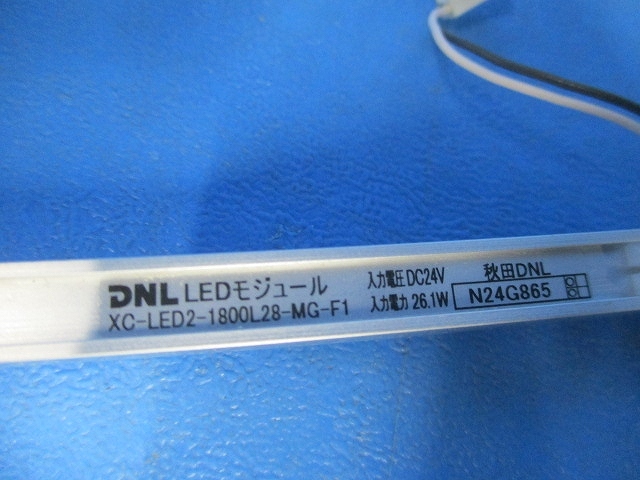 DNL LEDモジュール
XC-LED2-1800L28-MG-F1
入力電圧 DC24V
入力電力 26.1W
秋田DNL
N24G865